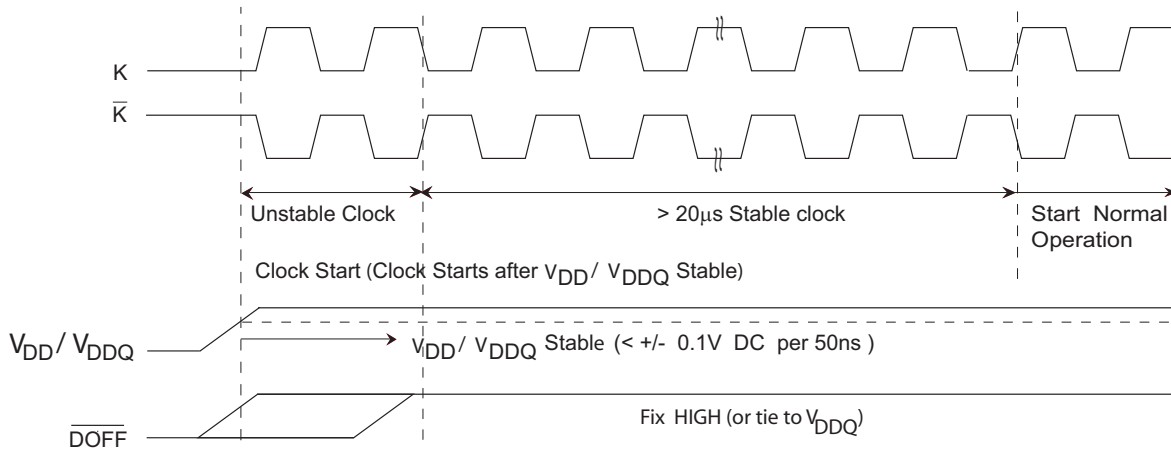 K
K̅
Unstable Clock
> 20μs Stable clock
Start Normal
Operation
Clock Start (Clock Starts after VDD/ VDDQ Stable)
VDD/ VDDQ
VDD/ VDDQ Stable (< +/- 0.1V DC per 50ns )
D̅O̅F̅F̅
Fix HIGH (or tie to VDDQ)